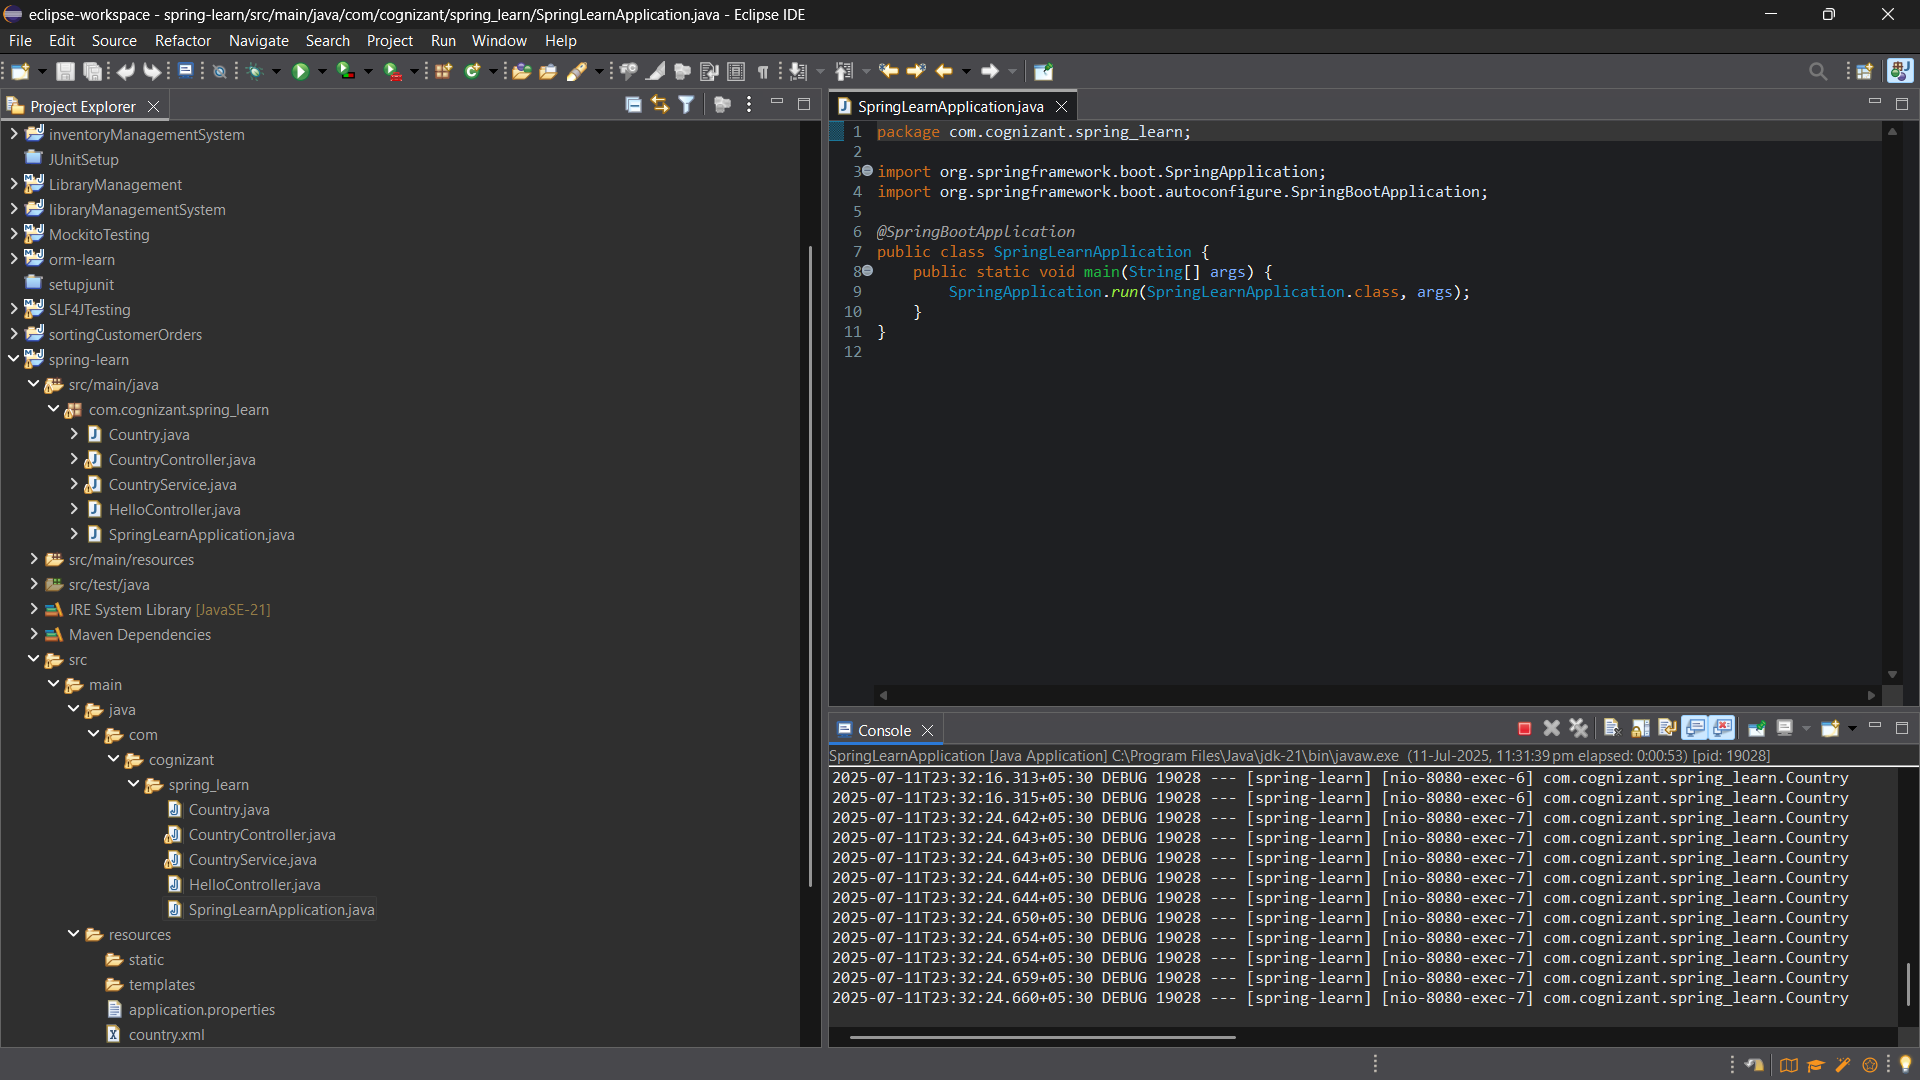 eclipse-workspace - spring-learn/src/main/java/com/cognizant/spring_learn/SpringLearnApplication.java - Eclipse IDE
File Edit Source Refactor Navigate Search Project Run Window Help
Project Explorer
inventoryManagementSystem
JUnitSetup
LibraryManagement
libraryManagementSystem
MockitoTesting
orm-learn
setupjunit
SLF4JTesting
sortingCustomerOrders
spring-learn
src/main/java
com.cognizant.spring_learn
Country.java
CountryController.java
CountryService.java
HelloController.java
SpringLearnApplication.java
src/main/resources
src/test/java
JRE System Library [JavaSE-21]
Maven Dependencies
src
main
java
com
cognizant
spring_learn
Country.java
CountryController.java
CountryService.java
HelloController.java
SpringLearnApplication.java
resources
static
templates
application.properties
country.xml
SpringLearnApplication.java
1 package com.cognizant.spring_learn;
2
3 import org.springframework.boot.SpringApplication;
4 import org.springframework.boot.autoconfigure.SpringBootApplication;
5
6 @SpringBootApplication
7 public class SpringLearnApplication {
8 public static void main(String[] args) {
9 SpringApplication.run(SpringLearnApplication.class, args);
10 }
11 }
12
Console
SpringLearnApplication [Java Application] C:\Program Files\Java\jdk-21\bin\javaw.exe (11-Jul-2025, 11:31:39 pm elapsed: 0:00:53) [pid: 19028]
2025-07-11T23:32:16.313+05:30 DEBUG 19028 --- [spring-learn] [nio-8080-exec-6] com.cognizant.spring_learn.Country
2025-07-11T23:32:16.315+05:30 DEBUG 19028 --- [spring-learn] [nio-8080-exec-6] com.cognizant.spring_learn.Country
2025-07-11T23:32:24.642+05:30 DEBUG 19028 --- [spring-learn] [nio-8080-exec-7] com.cognizant.spring_learn.Country
2025-07-11T23:32:24.643+05:30 DEBUG 19028 --- [spring-learn] [nio-8080-exec-7] com.cognizant.spring_learn.Country
2025-07-11T23:32:24.643+05:30 DEBUG 19028 --- [spring-learn] [nio-8080-exec-7] com.cognizant.spring_learn.Country
2025-07-11T23:32:24.644+05:30 DEBUG 19028 --- [spring-learn] [nio-8080-exec-7] com.cognizant.spring_learn.Country
2025-07-11T23:32:24.644+05:30 DEBUG 19028 --- [spring-learn] [nio-8080-exec-7] com.cognizant.spring_learn.Country
2025-07-11T23:32:24.650+05:30 DEBUG 19028 --- [spring-learn] [nio-8080-exec-7] com.cognizant.spring_learn.Country
2025-07-11T23:32:24.654+05:30 DEBUG 19028 --- [spring-learn] [nio-8080-exec-7] com.cognizant.spring_learn.Country
2025-07-11T23:32:24.654+05:30 DEBUG 19028 --- [spring-learn] [nio-8080-exec-7] com.cognizant.spring_learn.Country
2025-07-11T23:32:24.659+05:30 DEBUG 19028 --- [spring-learn] [nio-8080-exec-7] com.cognizant.spring_learn.Country
2025-07-11T23:32:24.660+05:30 DEBUG 19028 --- [spring-learn] [nio-8080-exec-7] com.cognizant.spring_learn.Country